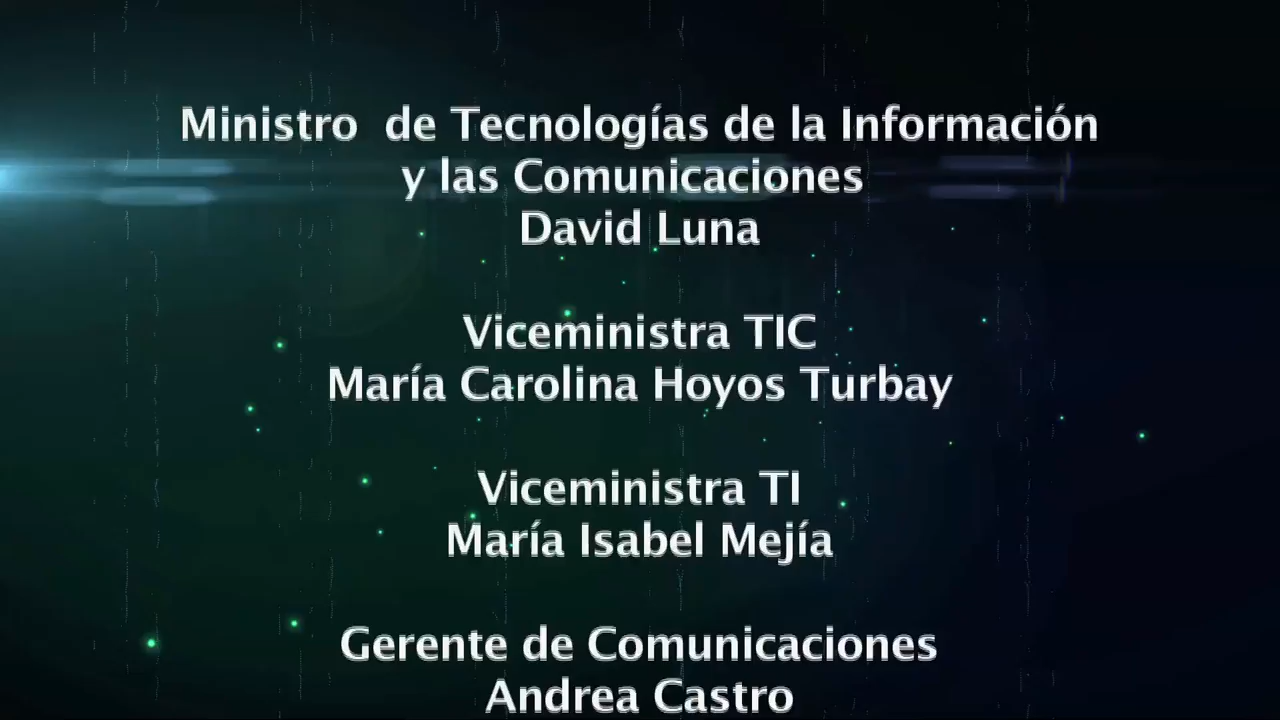 Ministro de Tecnologías de la Información
y las Comunicaciones
David Luna
Viceministra TIC
María Carolina Hoyos Turbay
Viceministra TI
María Isabel Mejía
Gerente de Comunicaciones
Andrea Castro